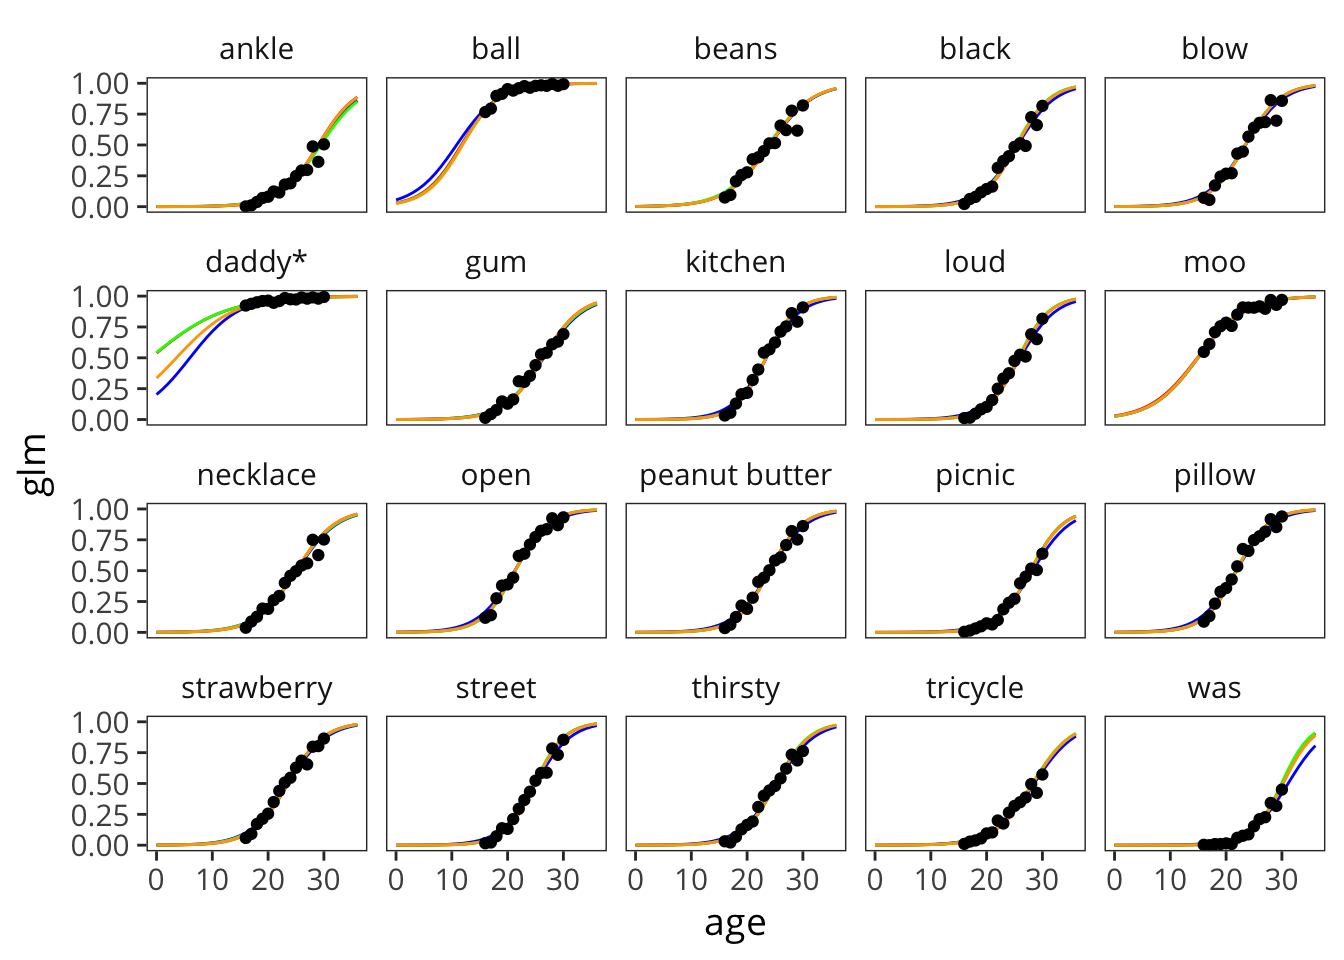 ankle ball beans black blow
1.00
0.75
0.50
0.25
0.00
daddy* gum kitchen loud moo
1.00
0.75
0.50
0.25
0.00
glm
necklace open peanut butter picnic pillow
1.00
0.75
0.50
0.25
0.00
strawberry street thirsty tricycle was
1.00
0.75
0.50
0.25
0.00
0 10 20 30 0 10 20 30 0 10 20 30 0 10 20 30 0 10 20 30
age